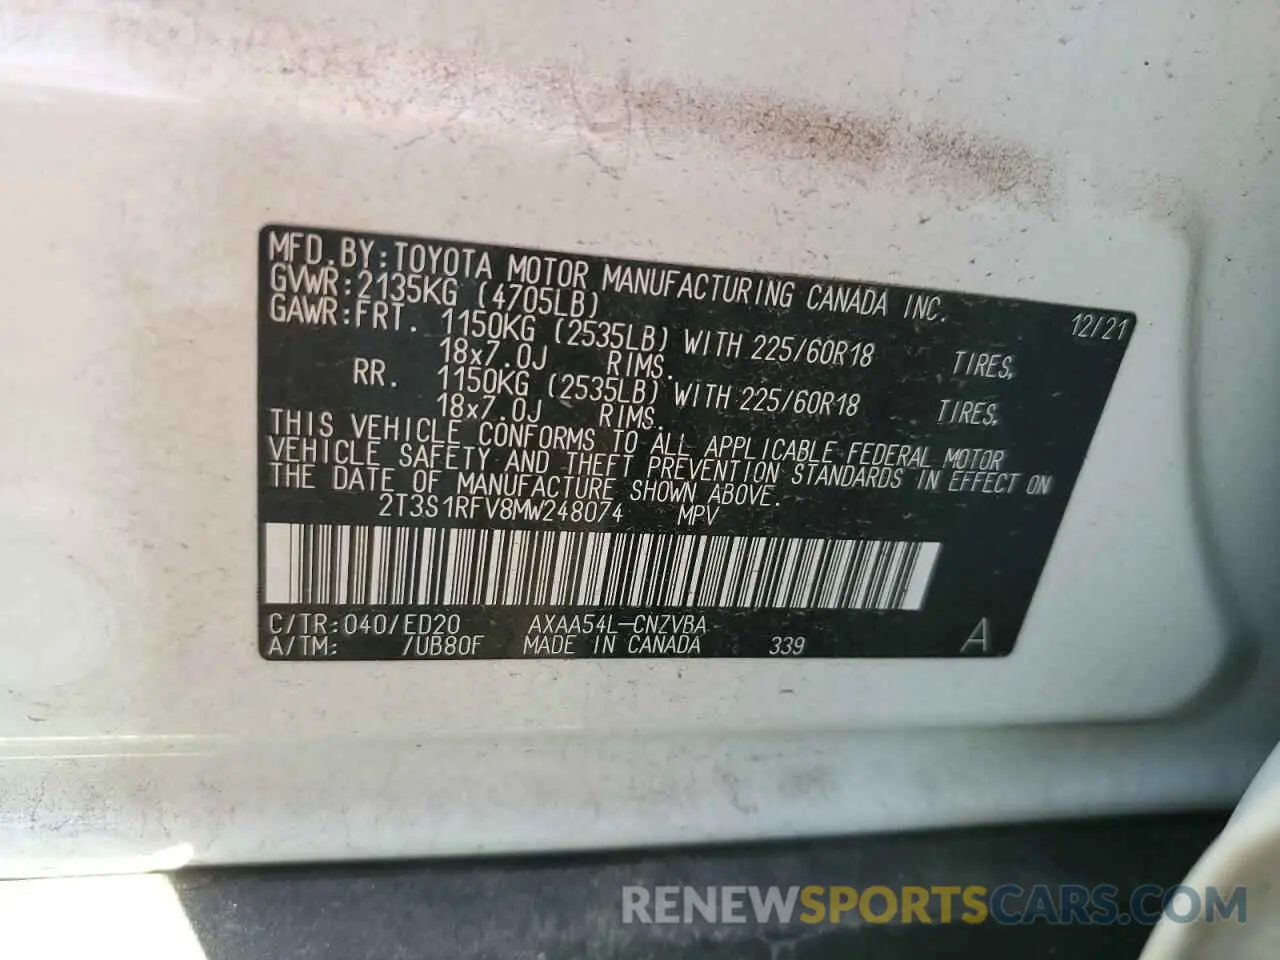 MFD.BY:TOYOTA MOTOR MANUFACTURING CANADA INC. 12/21
GVWR:2135KG (4705LB)
GAWR:FRT. 1150KG (2535LB) WITH 225/60R18 TIRES,
18x7.0J RIMS.
RR. 1150KG (2535LB) WITH 225/60R18 TIRES,
18x7.0J RIMS.
THIS VEHICLE CONFORMS TO ALL APPLICABLE FEDERAL MOTOR
VEHICLE SAFETY AND THEFT PREVENTION STANDARDS IN EFFECT ON
THE DATE OF MANUFACTURE SHOWN ABOVE.
2T3S1RFV8MW248074 MPV
C/TR:040/ED20 AXAA54L-CNZVBA
A/TM: /UB80F MADE IN CANADA 339 A
RENEWSPORTSCARS.COM